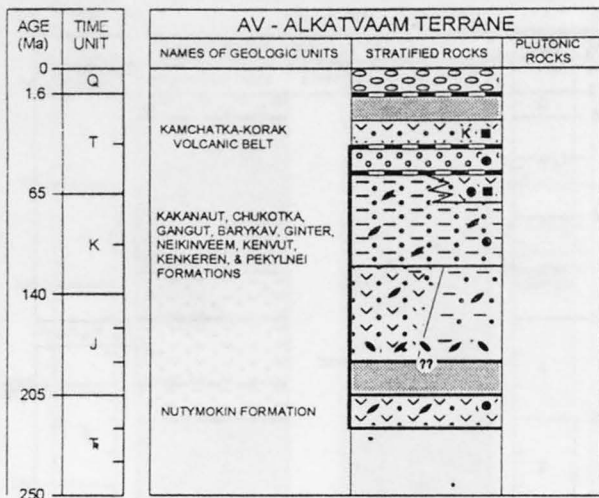 AGE
(Ma)
TIME
UNIT
AV - ALKATVAAM TERRANE
NAMES OF GEOLOGIC UNITS
STRATIFIED ROCKS
PLUTONIC
ROCKS
0
Q
1.6
KAMCHATKA-KORAK
VOLCANIC BELT
K
T
65
KAKANAUT, CHUKOTKA,
GANGUT, BARYKAV, GINTER,
NEIKINVEEM, KENVUT,
KENKEREN, & PEKYLNEI
FORMATIONS
K
140
J
??
205
NUTYMOKIN FORMATION
250